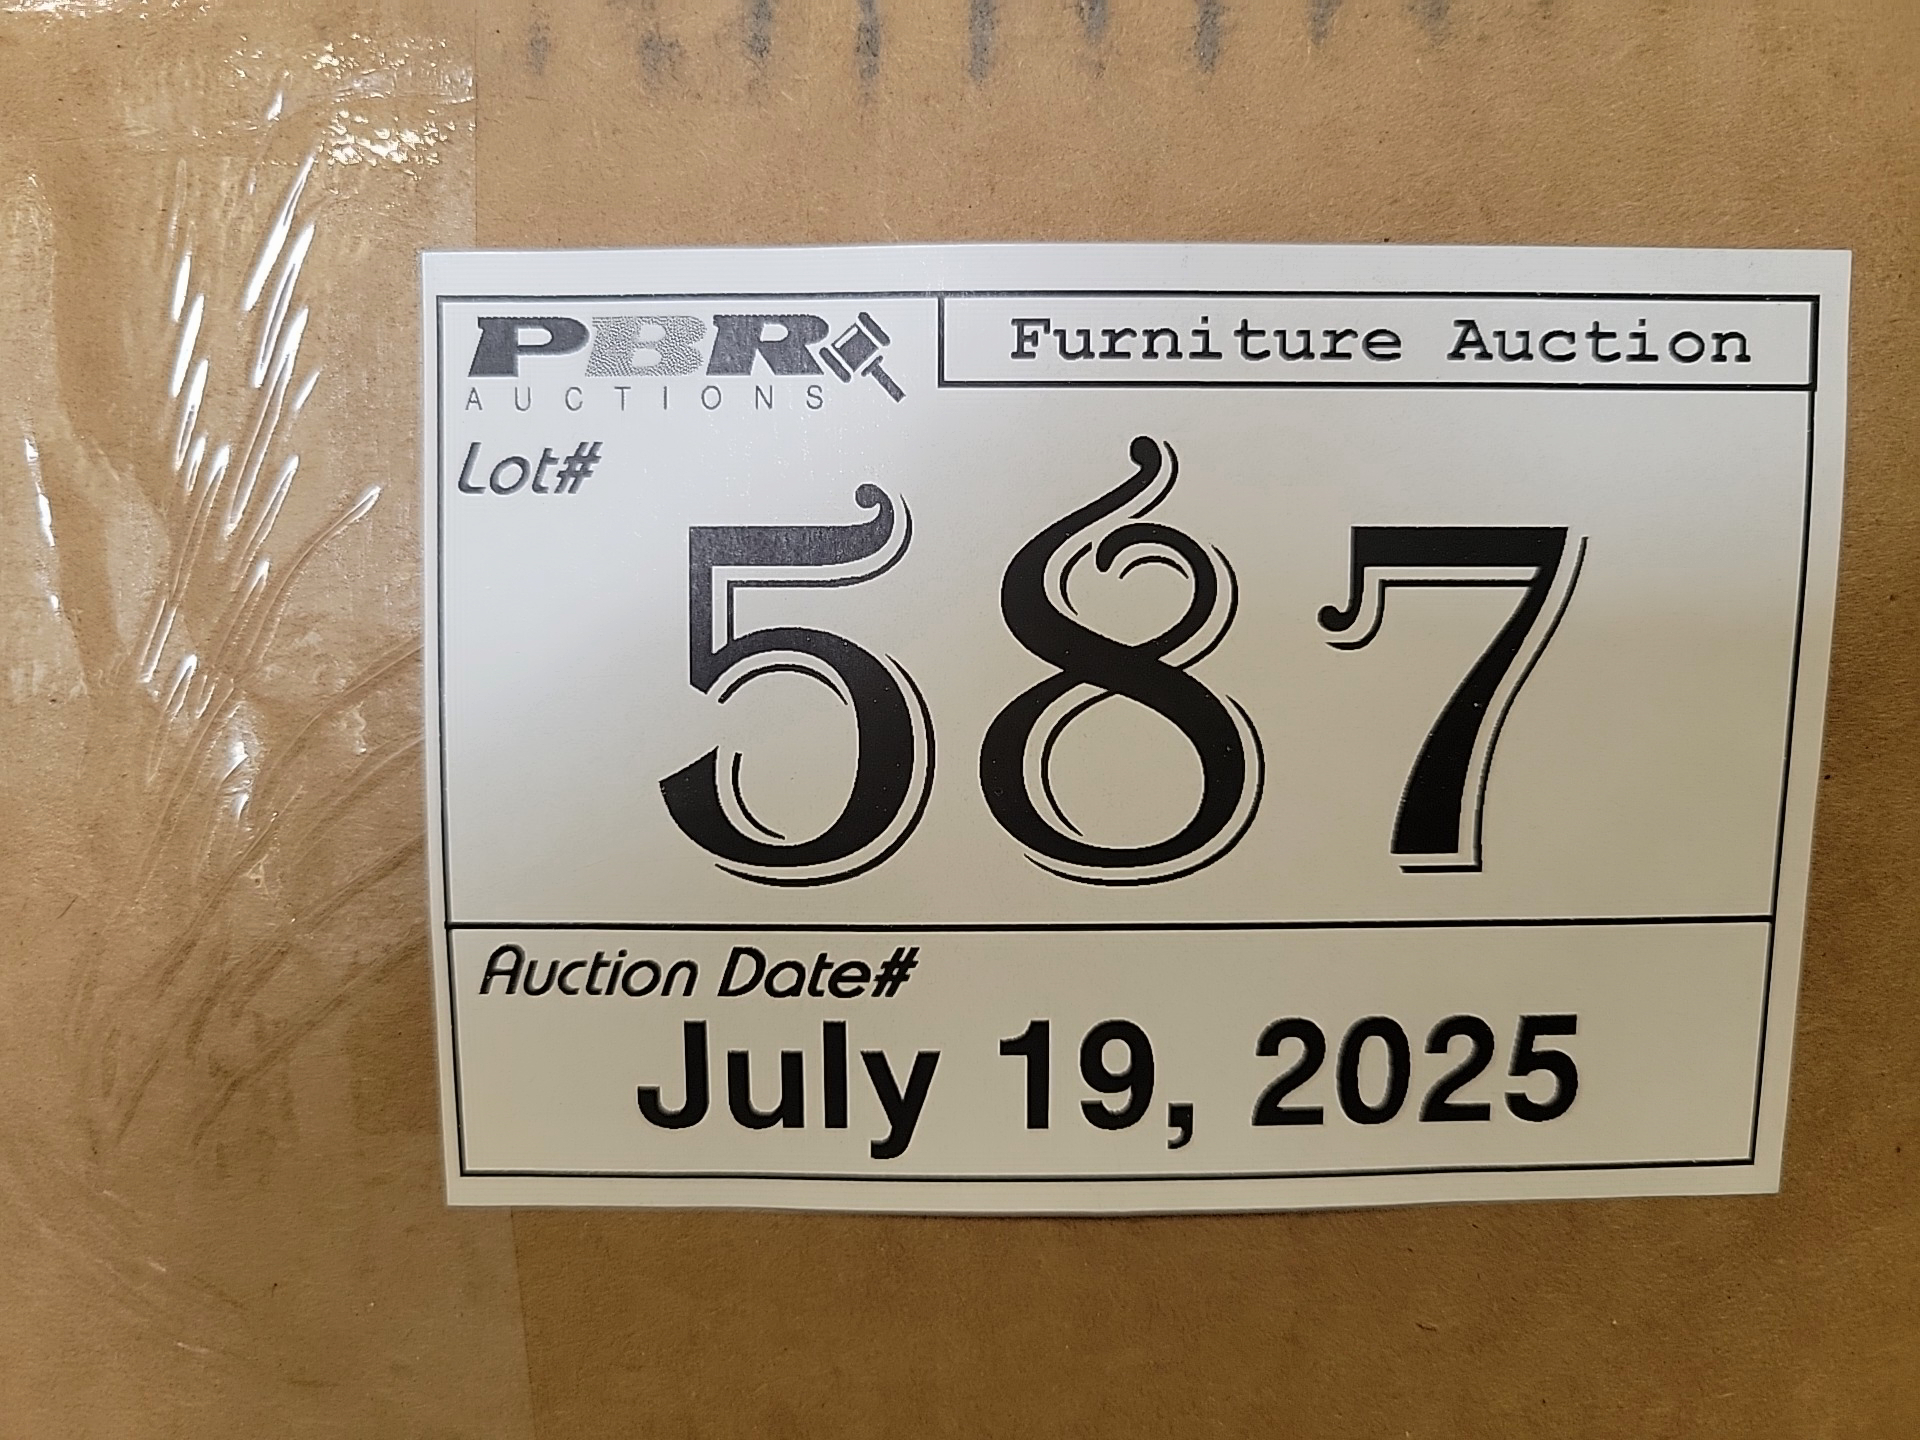 PBR
AUCTIONS
Furniture Auction
Lot#
587
Auction Date#
July 19, 2025